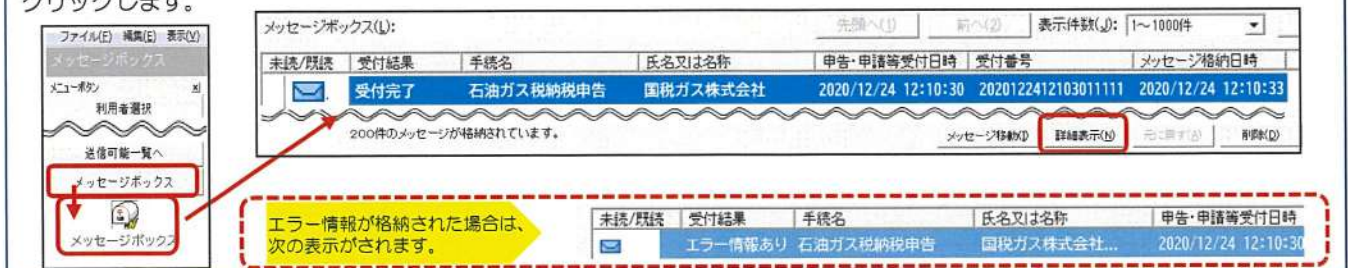 クリックします。
ファイル(F) 編集(E) 表示(V)
メッセージボックス
メニューボタン x
利用者選択
送信可能一覧へ
メッセージボックス
メッセージボックス
メッセージボックス(L):
先頭へ(1) 前へ(2) 表示件数(J): 1~1000件
未読/既読 受付結果 手続名 氏名又は名称 申告・申請等受付日時 受付番号 メッセージ格納日時
受付完了 石油ガス税納税申告 国税ガス株式会社 2020/12/24 12:10:30 2020122412103011111 2020/12/24 12:10:33
200件のメッセージが格納されています。
メッセージ移動(I) 詳細表示(N) 元に戻す(A) 削除(D)
エラー情報が格納された場合は、
次の表示がされます。
未読/既読 受付結果 手続名 氏名又は名称 申告・申請等受付日時
エラー情報あり 石油ガス税納税申告 国税ガス株式会社... 2020/12/24 12:10:30